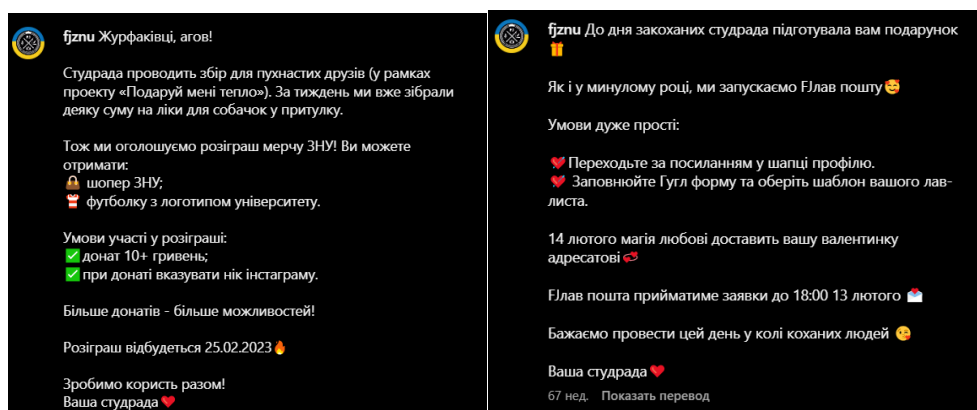 fjznu Журфаківці, агов!
Студрада проводить збір для пухнастих друзів (у рамках
проекту «Подаруй мені тепло»). За тиждень ми вже зібрали
деяку суму на ліки для собачок у притулку.
Тож ми оголошуємо розіграш мерчу ЗНУ! Ви можете
отримати:
👜 шопер ЗНУ;
👕 футболку з логотипом університету.
Умови участі у розіграші:
✅ донат 10+ гривень;
✅ при донаті вказувати нік інстаграму.
Більше донатів - більше можливостей!
Розіграш відбудеться 25.02.2023🔥
Зробимо користь разом!
Ваша студрада❤️
fjznu До дня закоханих студрада підготувала вам подарунок
🎁
Як і у минулому році, ми запускаємо FJлав пошту🥰
Умови дуже прості:
💘Переходьте за посиланням у шапці профілю.
💘 Заповнюйте Гугл форму та оберіть шаблон вашого лав-
листа.
14 лютого магія любові доставить вашу валентинку
адресатові💞
FJлав пошта прийматиме заявки до 18:00 13 лютого 💌
Бажаємо провести цей день у колі коханих людей 😘
Ваша студрада❤️
67 нед. Показать перевод